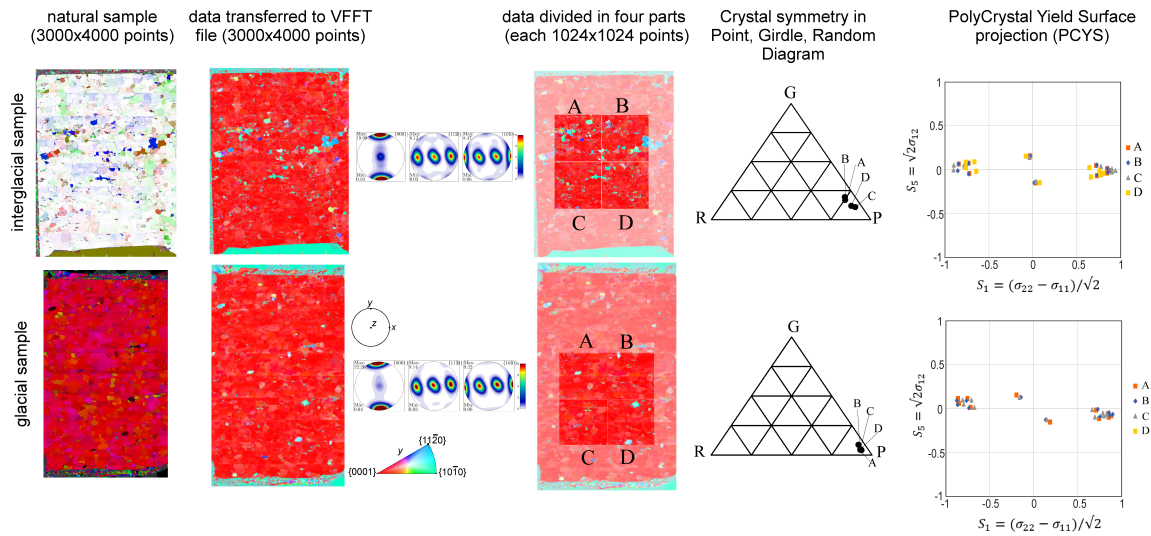 natural sample
(3000x4000 points)
data transferred to VFFT
file (3000x4000 points)
data divided in four parts
(each 1024x1024 points)
Crystal symmetry in
Point, Girdle, Random
Diagram
PolyCrystal Yield Surface
projection (PCYS)
interglacial sample
A B
C D
G
B A
D
C
R P
1
0.5
0
-0.5
-1
-1 -0.5 0 0.5 1
S₅ = √2σ₁₂
S₁ = (σ₂₂ − σ₁₁)/√2
A
B
C
D
glacial sample
y
z
x
{0001}
y
{112̄0}
{101̄0}
A B
C D
G
B
C
D
A
R P
1
0.5
0
-0.5
-1
-1 -0.5 0 0.5 1
S₅ = √2σ₁₂
S₁ = (σ₂₂ − σ₁₁)/√2
A
B
C
D